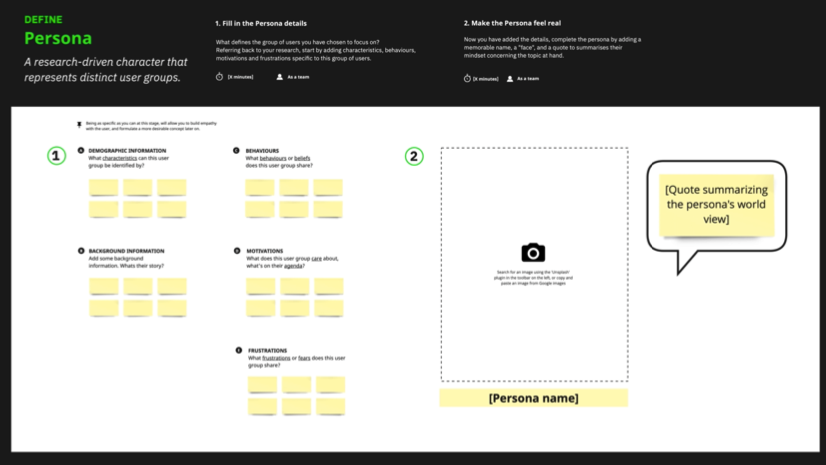 DEFINE
Persona
A research-driven character that
represents distinct user groups.
1. Fill in the Persona details
What defines the group of users you have chosen to focus on?
Referring back to your research, start by adding characteristics, behaviours,
motivations and frustrations specific to this group of users.
[X minutes]
As a team
2. Make the Persona feel real
Now you have added the details, complete the persona by adding a
memorable name, a "face", and a quote to summarises their
mindset concerning the topic at hand.
[X minutes]
As a team
Being as specific as you can at this stage, will allow you to build empathy
with the user, and formulate a more desirable concept later on.
1
DEMOGRAPHIC INFORMATION
What characteristics can this user
group be identified by?
BACKGROUND INFORMATION
Add some background
information. Whats their story?
BEHAVIOURS
What behaviours or beliefs
does this user group share?
MOTIVATIONS
What does this user group care about,
what's on their agenda?
FRUSTRATIONS
What frustrations or fears does this user
group share?
2
Search for an image using the 'Unsplash'
plugin in the toolbar on the left, or copy and
paste an image from Google Images
[Persona name]
[Quote summarizing
the persona's world
view]